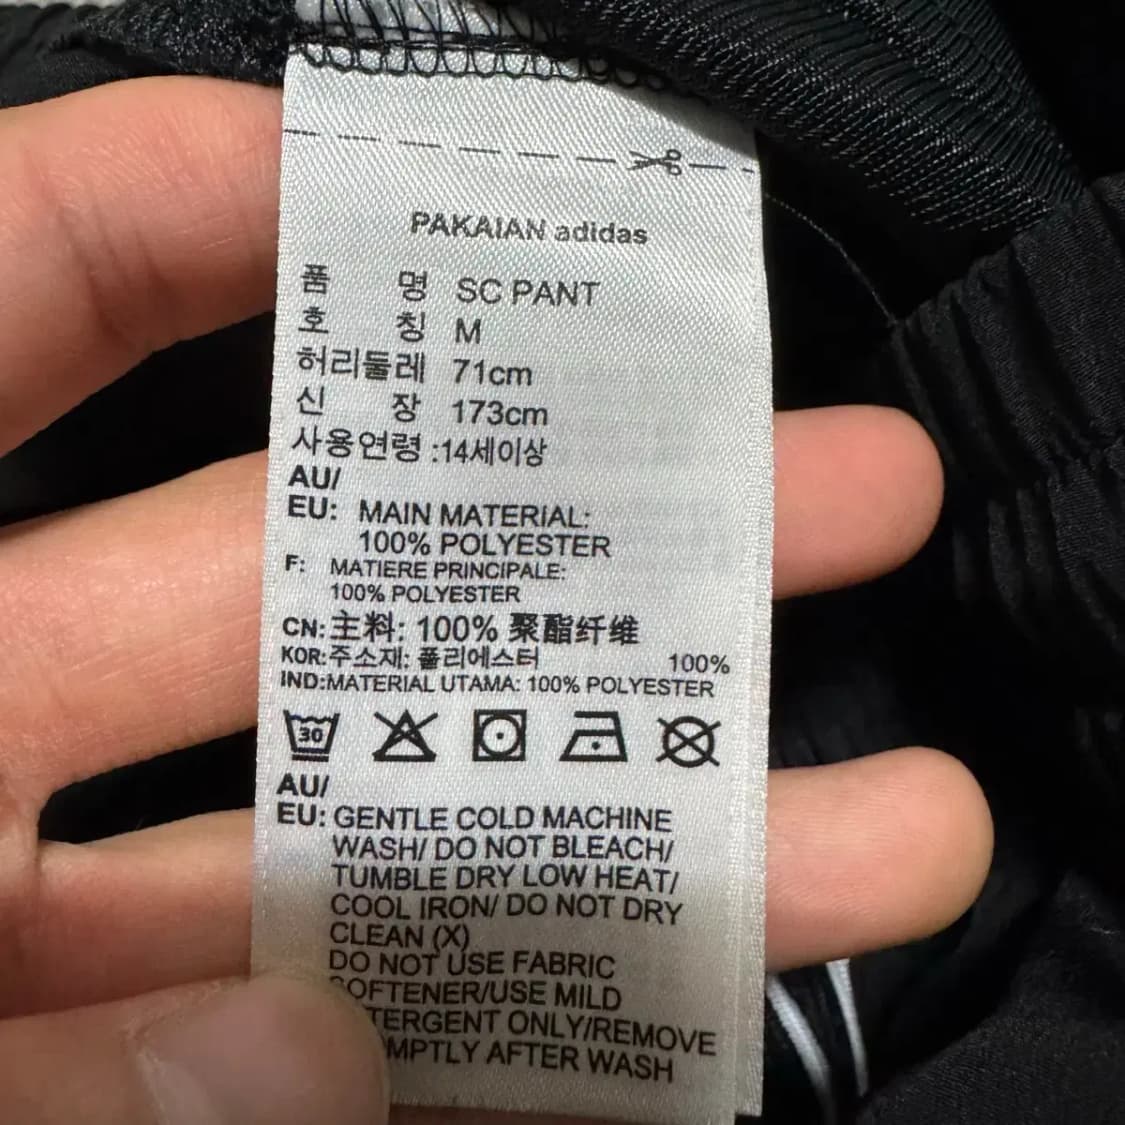 PAKAIAN adidas
품 명 SC PANT
호 칭 M
허리둘레 71cm
신 장 173cm
사용연령 :14세이상
AU/
EU: MAIN MATERIAL:
100% POLYESTER
F: MATIERE PRINCIPALE:
100% POLYESTER
CN: 主料: 100% 聚酯纤维
KOR:주소재: 폴리에스터 100%
IND:MATERIAL UTAMA: 100% POLYESTER
30
AU/
EU: GENTLE COLD MACHINE
WASH/ DO NOT BLEACH/
TUMBLE DRY LOW HEAT/
COOL IRON/ DO NOT DRY
CLEAN (X)
DO NOT USE FABRIC
SOFTENER/USE MILD
TERGENT ONLY/REMOVE
MPTLY AFTER WASH